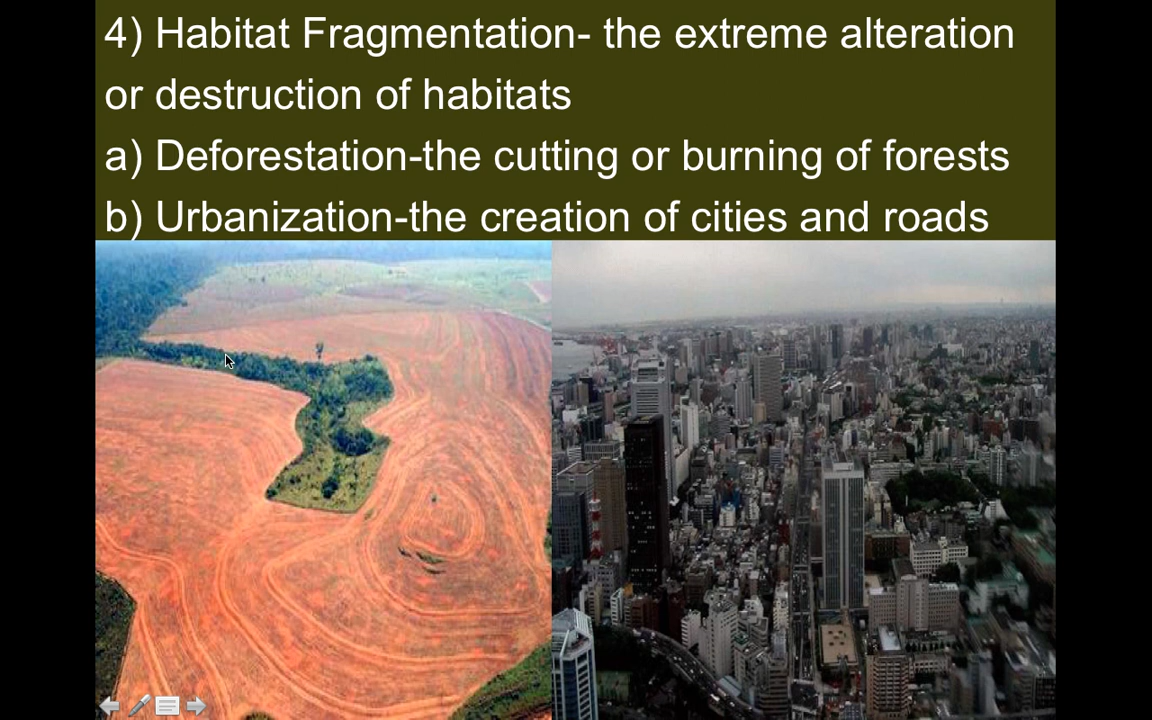 4) Habitat Fragmentation- the extreme alteration
or destruction of habitats
a) Deforestation-the cutting or burning of forests
b) Urbanization-the creation of cities and roads